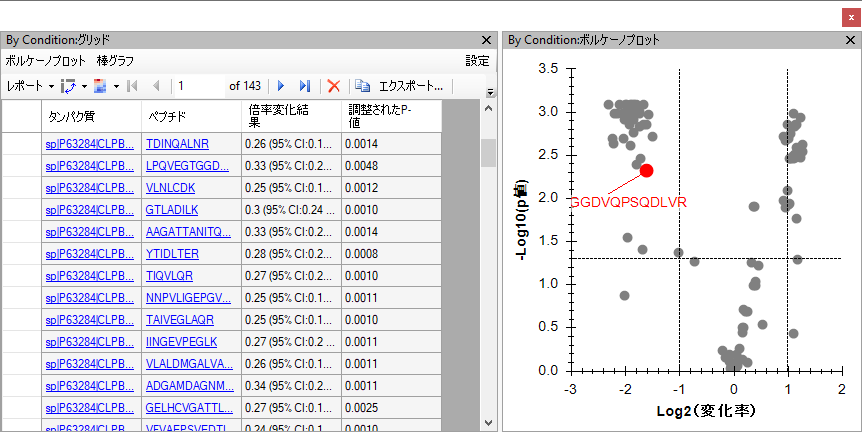 By Condition:グリッド
ボルケーノプロット 棒グラフ 設定
レポート 1 of 143 エクスポート...
タンパク質 ペプチド 倍率変化結果 調整されたP-値
sp|P63284|CLPB... TDINQALNR 0.26 (95% CI:0.1... 0.0014
sp|P63284|CLPB... LPQVEGTGGD... 0.33 (95% CI:0.2... 0.0048
sp|P63284|CLPB... VLNLCDK 0.25 (95% CI:0.1... 0.0012
sp|P63284|CLPB... GTLADILK 0.3 (95% CI:0.24 ... 0.0010
sp|P63284|CLPB... AAGATTANITQ... 0.33 (95% CI:0.2... 0.0014
sp|P63284|CLPB... YTIDLTER 0.28 (95% CI:0.2... 0.0008
sp|P63284|CLPB... TIQVLQR 0.27 (95% CI:0.2... 0.0010
sp|P63284|CLPB... NNPVLIGEPGV... 0.25 (95% CI:0.1... 0.0011
sp|P63284|CLPB... TAIVEGLAQR 0.25 (95% CI:0.1... 0.0010
sp|P63284|CLPB... IINGEVPEGLK 0.27 (95% CI:0.2... 0.0011
sp|P63284|CLPB... VLALDMGALVA... 0.26 (95% CI:0.1... 0.0011
sp|P63284|CLPB... ADGAMDAGNM... 0.34 (95% CI:0.2... 0.0011
sp|P63284|CLPB... GELHCVGATTL... 0.27 (95% CI:0.1... 0.0025
sp|P63284|CLPB... VFVAEPSVEDTI... 0.24 (95% CI:0.1... 0.0010
By Condition:ボルケーノプロット
-Log10(p値)
3.5
3.0
2.5
2.0
1.5
1.0
0.5
0.0
GGDVQPSQDLVR
-3 -2 -1 0 1 2
Log2(変化率)